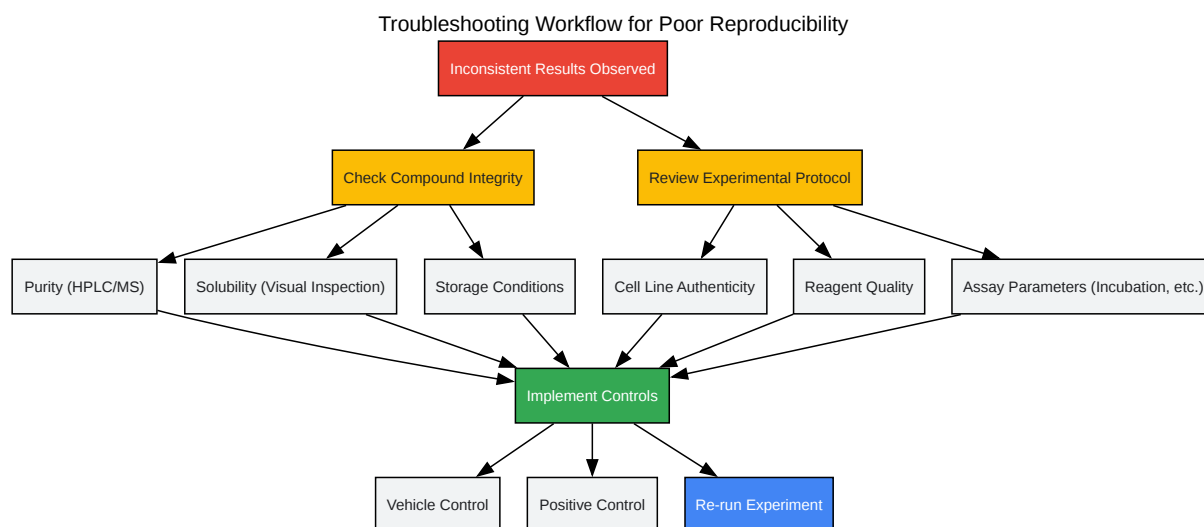 Troubleshooting Workflow for Poor Reproducibility
Inconsistent Results Observed
Check Compound Integrity
Review Experimental Protocol
Purity (HPLC/MS)
Solubility (Visual Inspection)
Storage Conditions
Cell Line Authenticity
Reagent Quality
Assay Parameters (Incubation, etc.)
Implement Controls
Vehicle Control
Positive Control
Re-run Experiment